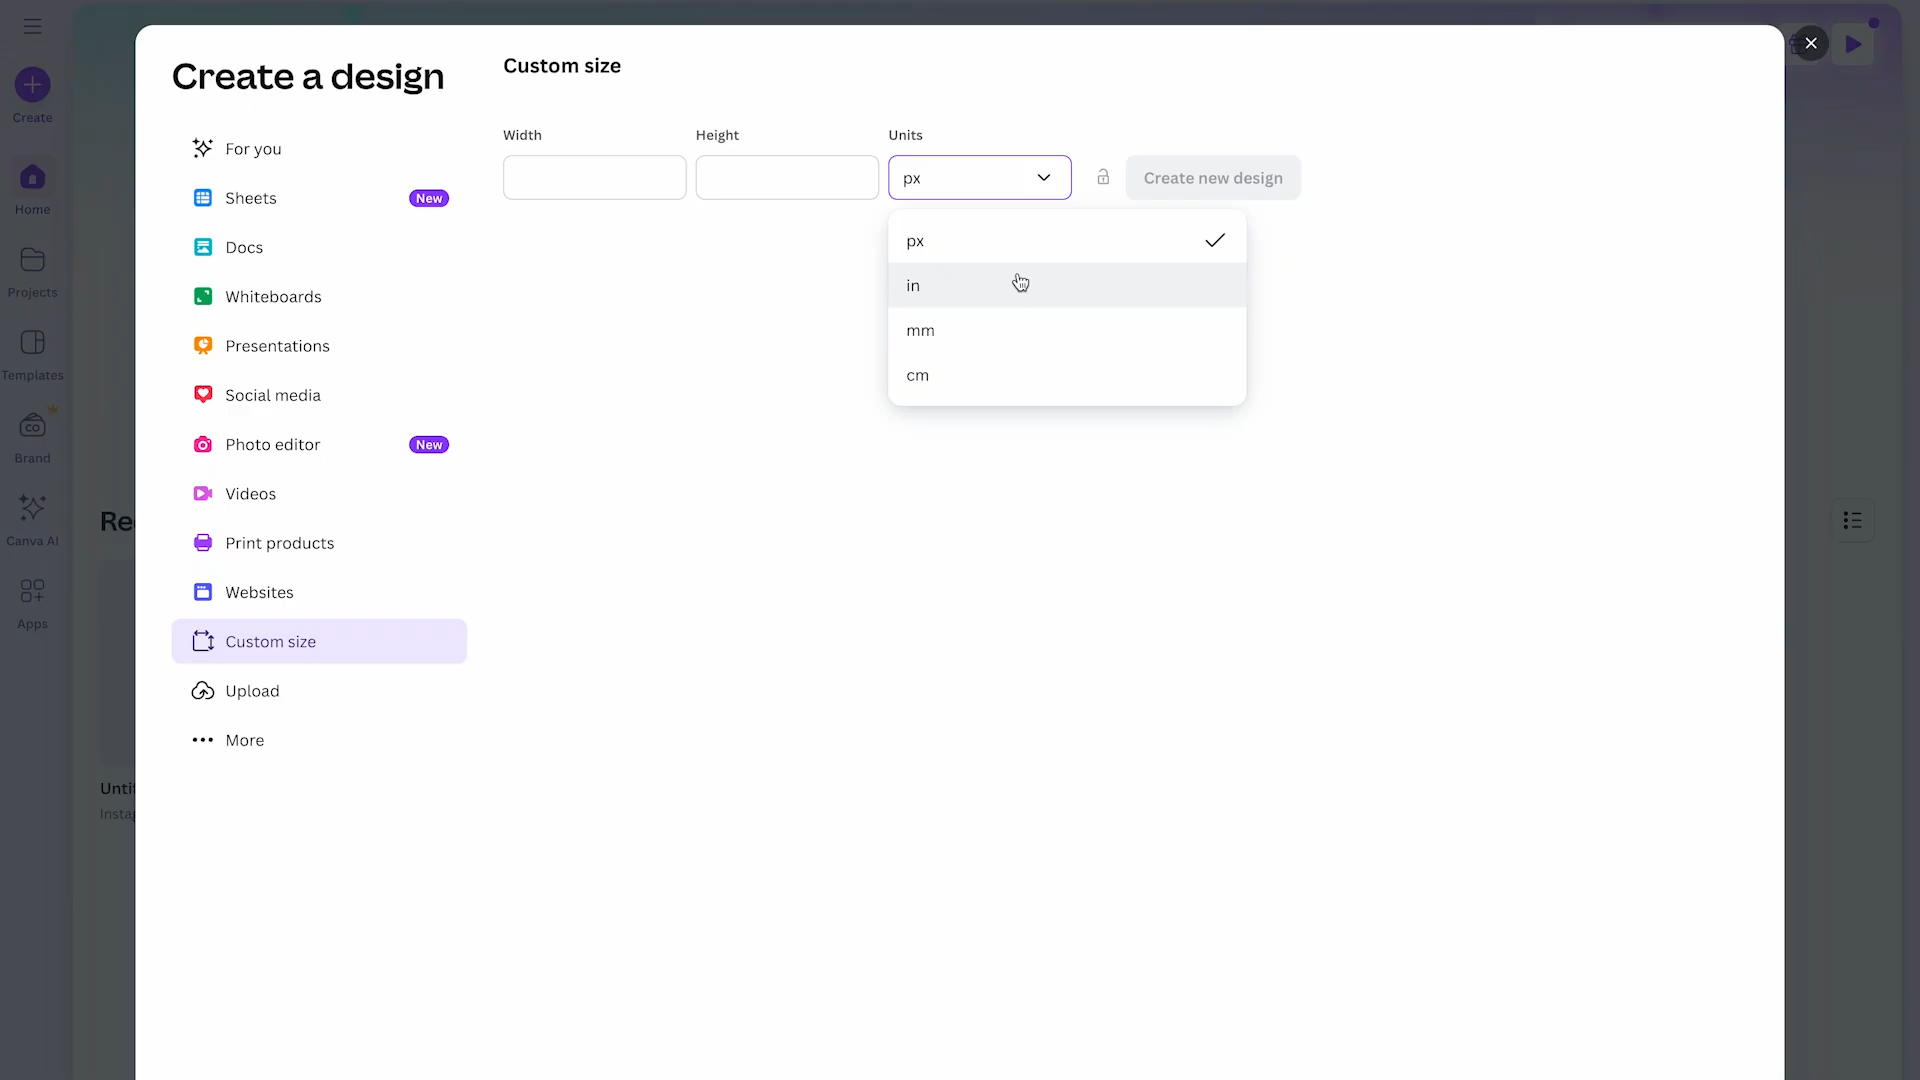 Create
Home
Projects
Templates
Brand
Canva AI
Apps
Create a design
For you
Sheets New
Docs
Whiteboards
Presentations
Social media
Photo editor New
Videos
Print products
Websites
Custom size
Upload
More
Custom size
Width Height Units
px Create new design
px
in
mm
cm
Re
Unti
Insta